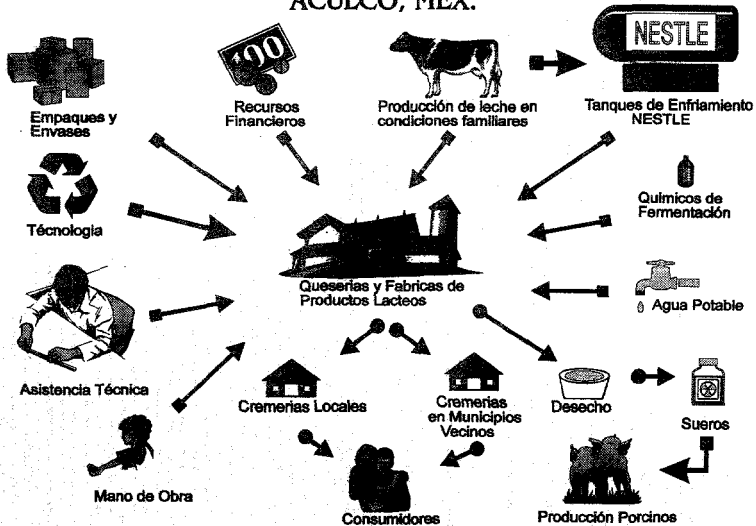 ACULCO, MEX.
100
NESTLE
Empaques y
Envases
Recursos
Financieros
Producción de leche en
condiciones familiares
Tanques de Enfriamiento
NESTLE
Técnologia
Quimicos de
Fermentación
Queserias y Fabricas de
Productos Lacteos
Agua Potable
Asistencia Técnica
Cremerias Locales
Cremerias
en Municipios
Vecinos
Desecho
Sueros
Mano de Obra
Consumidores
Producción Porcinos